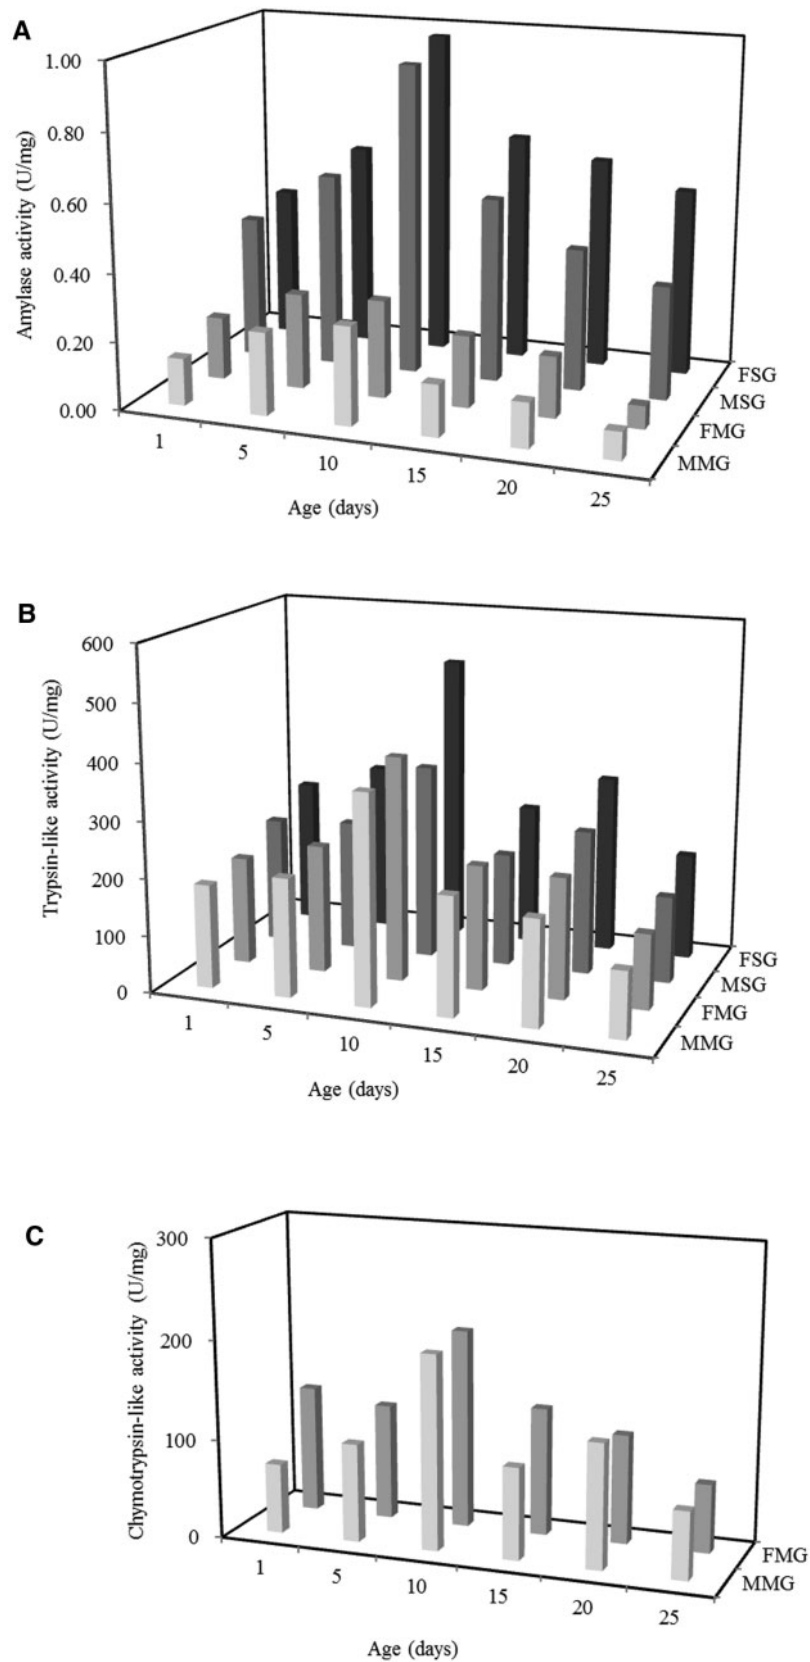 A
Amylase activity (U/mg)
1.00
0.80
0.60
0.40
0.20
0.00
1
5
10
15
20
25
FSG
MSG
FMG
MMG
Age (days)
B
Trypsin-like activity (U/mg)
600
500
400
300
200
100
0
1
5
10
15
20
25
FSG
MSG
FMG
MMG
Age (days)
C
Chymotrypsin-like activity (U/mg)
300
200
100
0
1
5
10
15
20
25
FMG
MMG
Age (days)